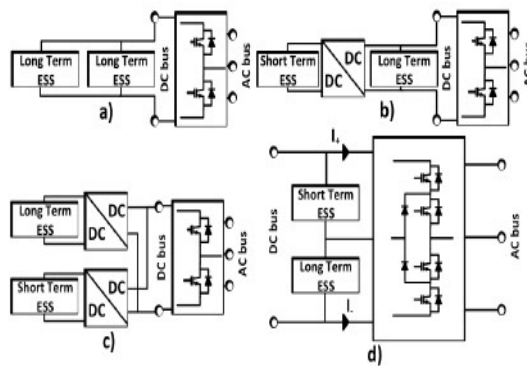 Long Term
ESS
Long Term
ESS
DC bus
AC bus
a)
Short Term
ESS
DC
DC
Long Term
ESS
DC bus
AC bus
b)
Long Term
ESS
DC
DC
Short Term
ESS
DC
DC
DC bus
AC bus
c)
DC bus
I+
Short Term
ESS
Long Term
ESS
I-
AC bus
d)